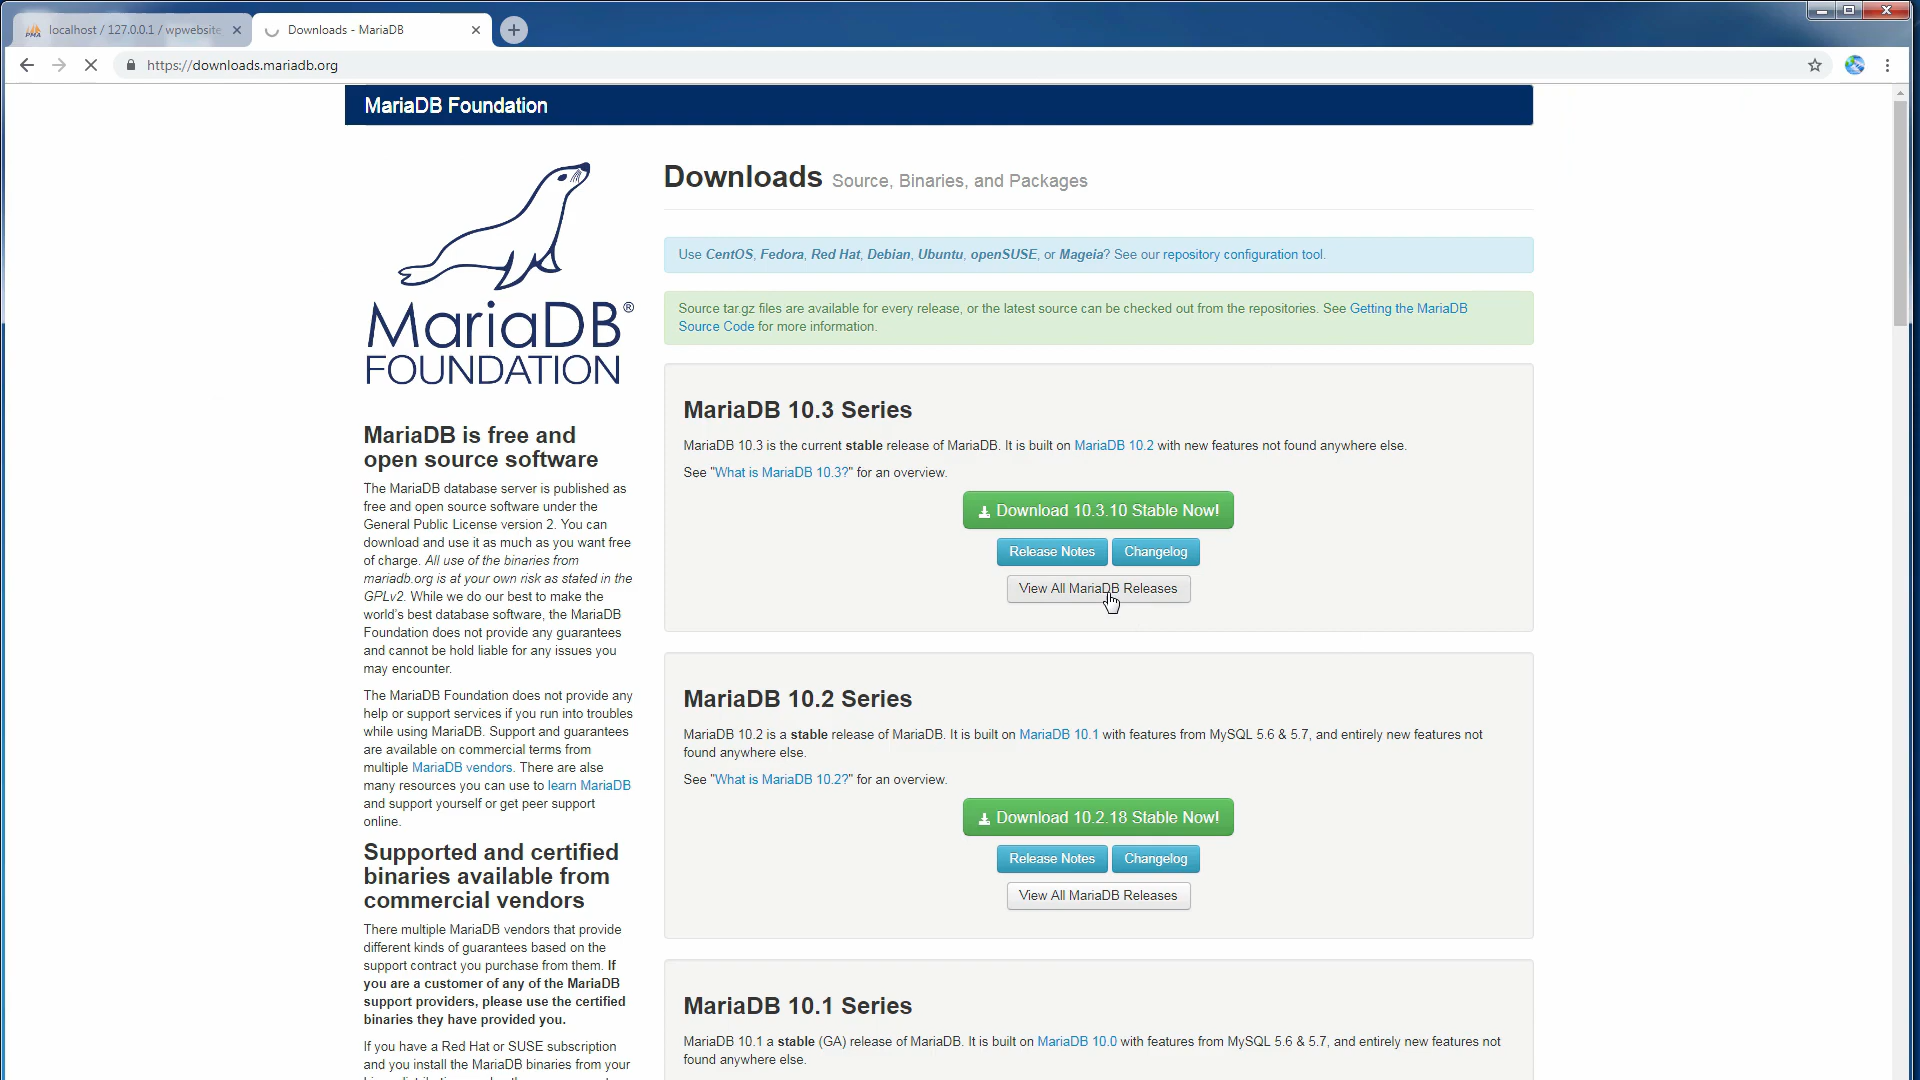 localhost / 127.0.0.1 / wpwebsite
Downloads - MariaDB
https://downloads.mariadb.org
MariaDB Foundation
MariaDB®
FOUNDATION
MariaDB is free and
open source software
The MariaDB database server is published as
free and open source software under the
General Public License version 2. You can
download and use it as much as you want free
of charge. All use of the binaries from
mariadb.org is at your own risk as stated in the
GPLv2. While we do our best to make the
world's best database software, the MariaDB
Foundation does not provide any guarantees
and cannot be hold liable for any issues you
may encounter.
The MariaDB Foundation does not provide any
help or support services if you run into troubles
while using MariaDB. Support and guarantees
are available on commercial terms from
multiple MariaDB vendors. There are alse
many resources you can use to learn MariaDB
and support yourself or get peer support
online.
Supported and certified
binaries available from
commercial vendors
There multiple MariaDB vendors that provide
different kinds of guarantees based on the
support contract you purchase from them. If
you are a customer of any of the MariaDB
support providers, please use the certified
binaries they have provided you.
If you have a Red Hat or SUSE subscription
and you install the MariaDB binaries from your
Downloads Source, Binaries, and Packages
Use CentOS, Fedora, Red Hat, Debian, Ubuntu, openSUSE, or Mageia? See our repository configuration tool.
Source tar.gz files are available for every release, or the latest source can be checked out from the repositories. See Getting the MariaDB
Source Code for more information.
MariaDB 10.3 Series
MariaDB 10.3 is the current stable release of MariaDB. It is built on MariaDB 10.2 with new features not found anywhere else.
See "What is MariaDB 10.3?" for an overview.
Download 10.3.10 Stable Now!
Release Notes Changelog
View All MariaDB Releases
MariaDB 10.2 Series
MariaDB 10.2 is a stable release of MariaDB. It is built on MariaDB 10.1 with features from MySQL 5.6 & 5.7, and entirely new features not
found anywhere else.
See "What is MariaDB 10.2?" for an overview.
Download 10.2.18 Stable Now!
Release Notes Changelog
View All MariaDB Releases
MariaDB 10.1 Series
MariaDB 10.1 a stable (GA) release of MariaDB. It is built on MariaDB 10.0 with features from MySQL 5.6 & 5.7, and entirely new features not
found anywhere else.